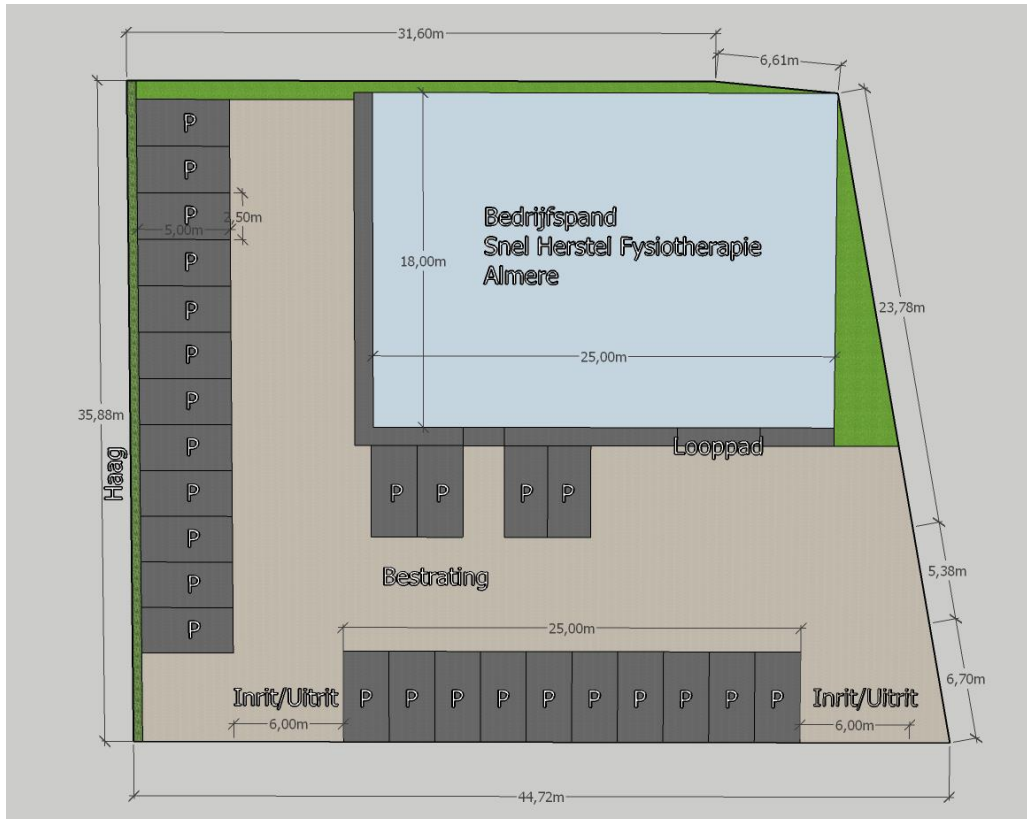 31,60m
6,61m
P
P
P
2,50m
5,00m
P
P
P
P
P
P
P
P
P
Bedrijfspand
Snel Herstel Fysiotherapie
Almere
18,00m
25,00m
23,78m
35,88m
Haag
Looppad
P P P P
Bestrating
5,38m
25,00m
6,70m
Inrit/Uitrit
6,00m
P P P P P P P P P P
Inrit/Uitrit
6,00m
44,72m